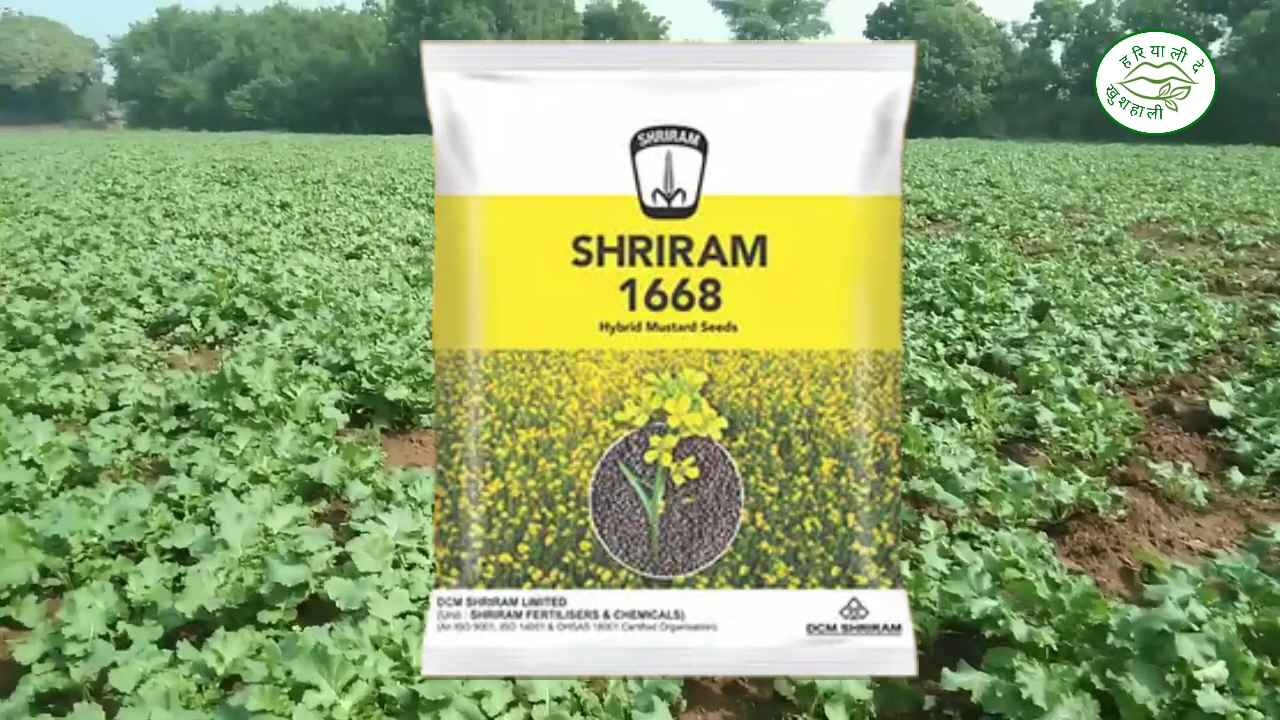 हरियाली दे
खुशहाली
SHRIRAM
SHRIRAM
1668
Hybrid Mustard Seeds
DCM SHRIRAM LIMITED
(Unit : SHRIRAM FERTILISERS & CHEMICALS)
(An ISO 9001, ISO 14001 & OHSAS 18001 Certified Organisation)
DCM SHRIRAM